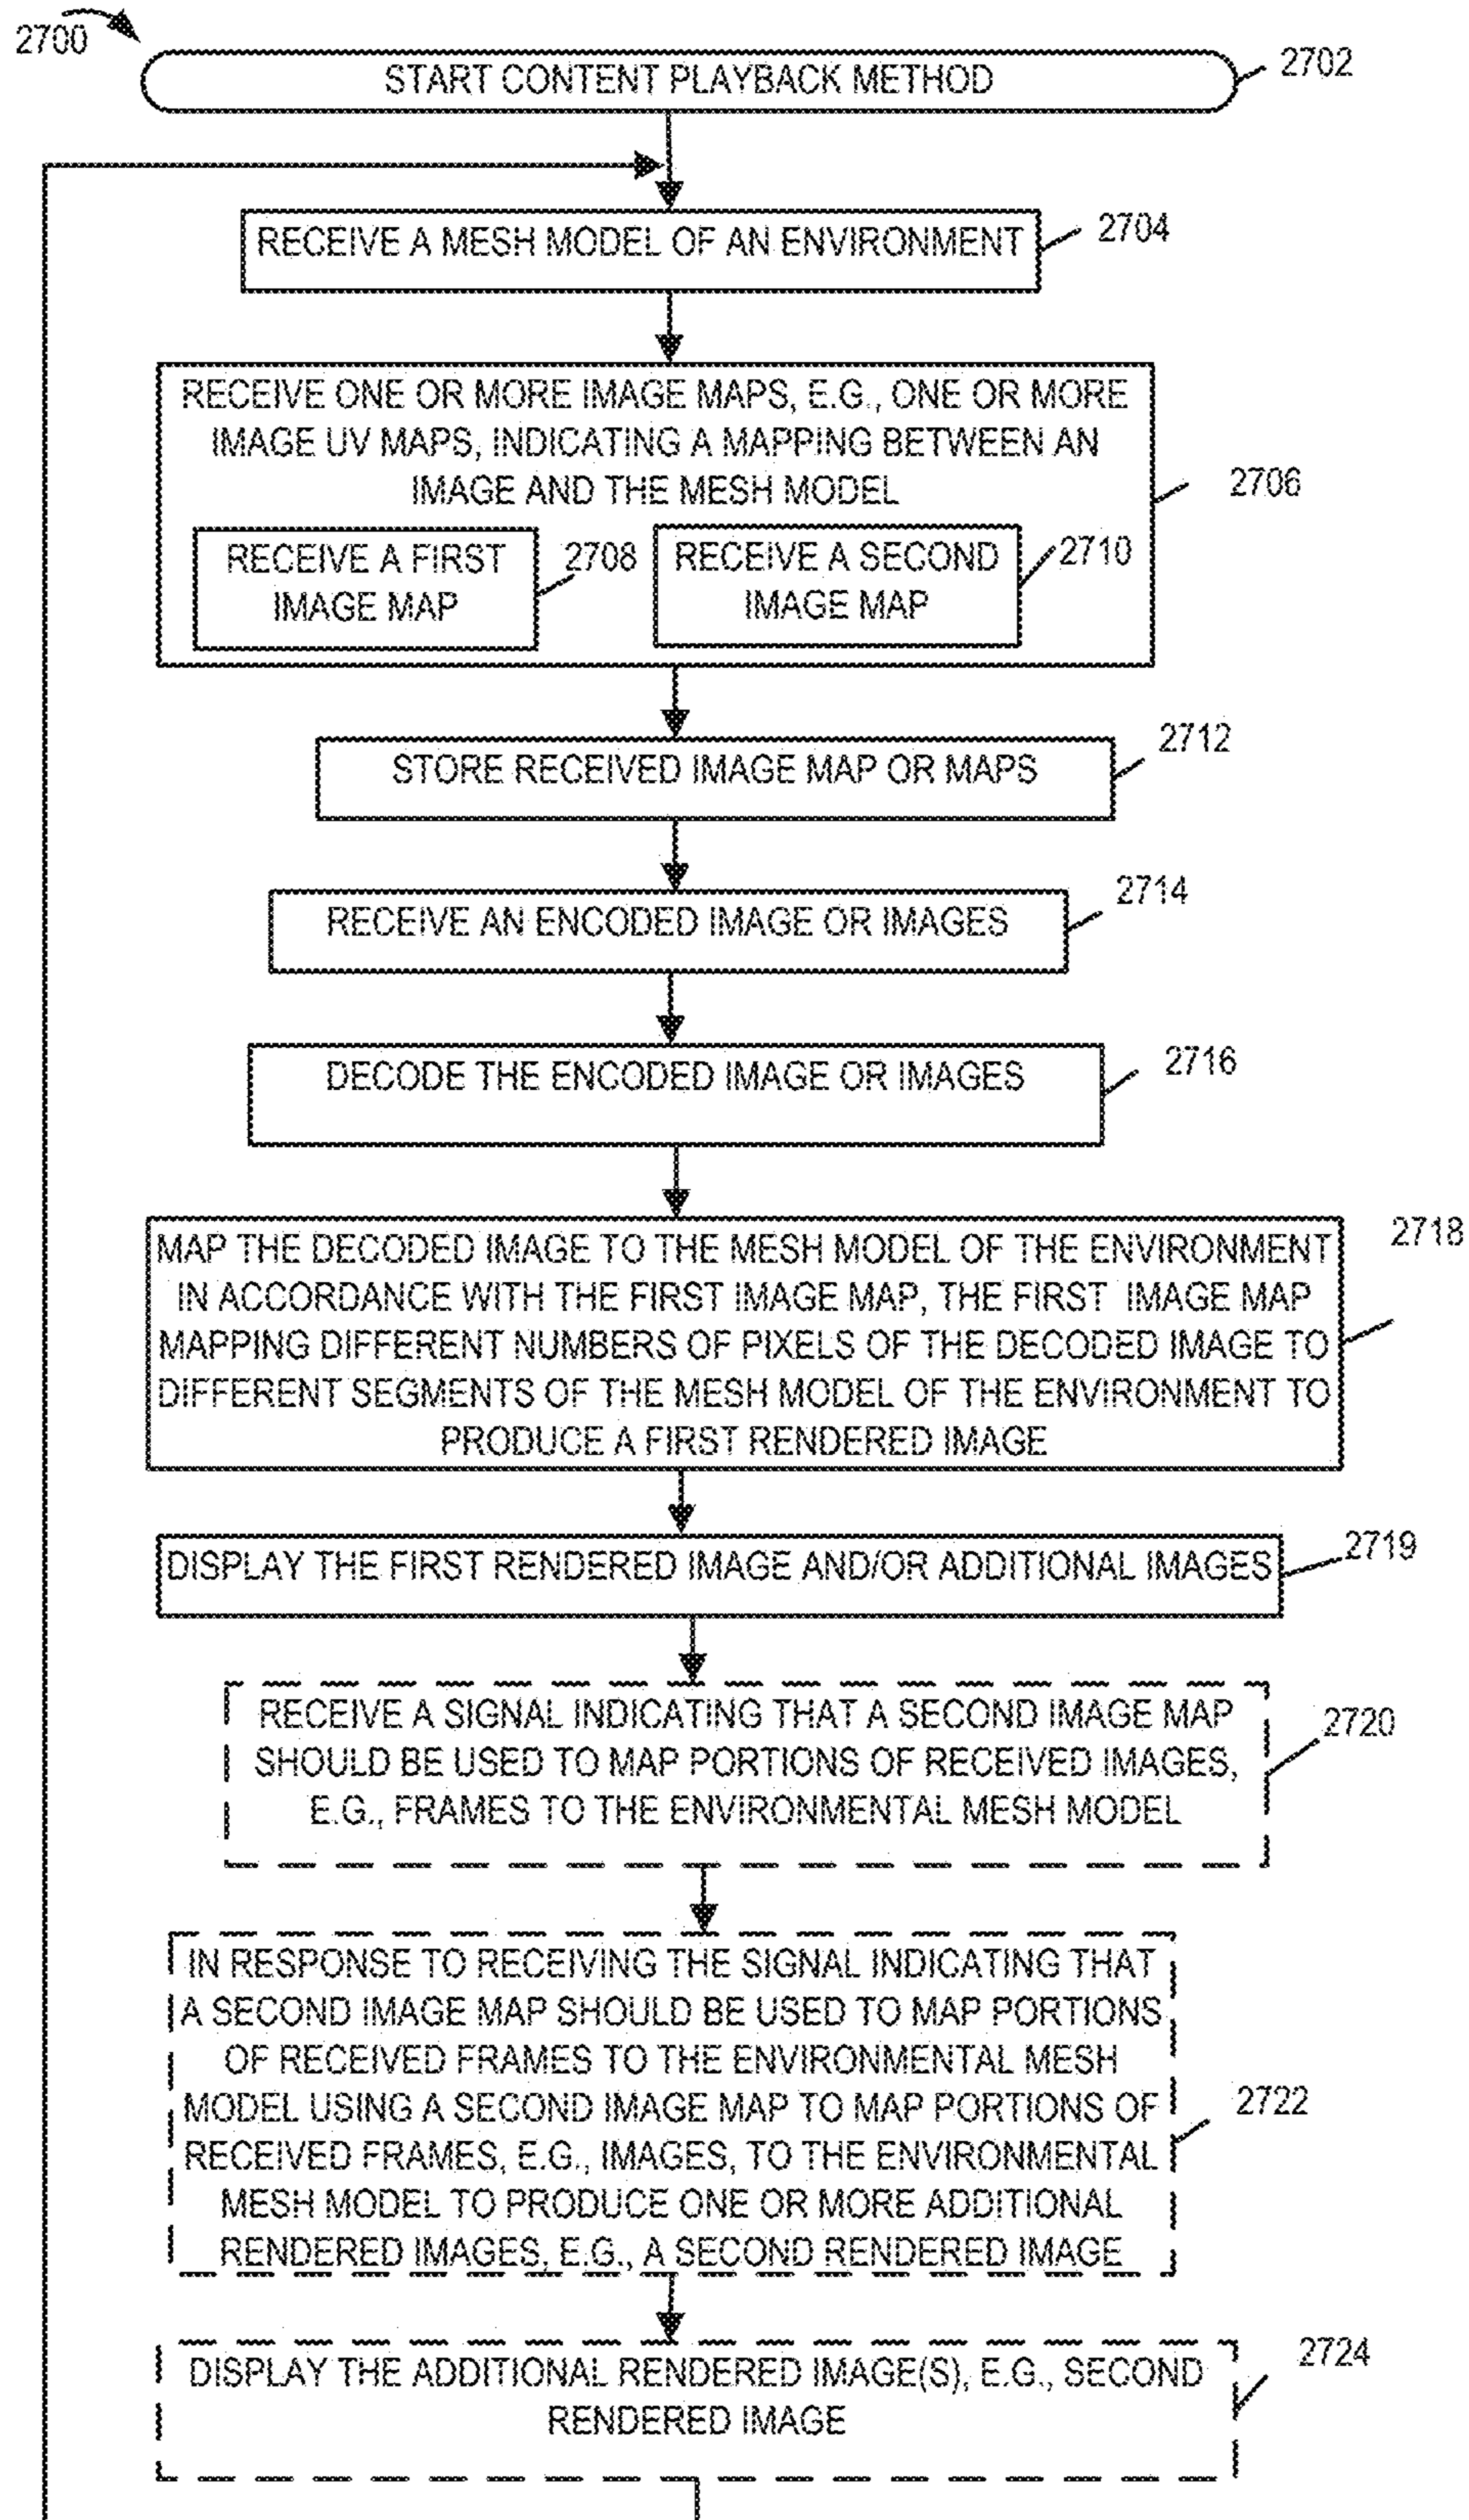 2700
START CONTENT PLAYBACK METHOD
2702
RECEIVE A MESH MODEL OF AN ENVIRONMENT
2704
RECEIVE ONE OR MORE IMAGE MAPS, E.G., ONE OR MORE
IMAGE UV MAPS, INDICATING A MAPPING BETWEEN AN
IMAGE AND THE MESH MODEL
2706
RECEIVE A FIRST
IMAGE MAP
2708
RECEIVE A SECOND
IMAGE MAP
2710
STORE RECEIVED IMAGE MAP OR MAPS
2712
RECEIVE AN ENCODED IMAGE OR IMAGES
2714
DECODE THE ENCODED IMAGE OR IMAGES
2716
MAP THE DECODED IMAGE TO THE MESH MODEL OF THE ENVIRONMENT
IN ACCORDANCE WITH THE FIRST IMAGE MAP, THE FIRST IMAGE MAP
MAPPING DIFFERENT NUMBERS OF PIXELS OF THE DECODED IMAGE TO
DIFFERENT SEGMENTS OF THE MESH MODEL OF THE ENVIRONMENT TO
PRODUCE A FIRST RENDERED IMAGE
2718
DISPLAY THE FIRST RENDERED IMAGE AND/OR ADDITIONAL IMAGES
2719
RECEIVE A SIGNAL INDICATING THAT A SECOND IMAGE MAP
SHOULD BE USED TO MAP PORTIONS OF RECEIVED IMAGES,
E.G., FRAMES TO THE ENVIRONMENTAL MESH MODEL
2720
IN RESPONSE TO RECEIVING THE SIGNAL INDICATING THAT
A SECOND IMAGE MAP SHOULD BE USED TO MAP PORTIONS
OF RECEIVED FRAMES TO THE ENVIRONMENTAL MESH
MODEL USING A SECOND IMAGE MAP TO MAP PORTIONS OF
RECEIVED FRAMES, E.G., IMAGES, TO THE ENVIRONMENTAL
MESH MODEL TO PRODUCE ONE OR MORE ADDITIONAL
RENDERED IMAGES, E.G., A SECOND RENDERED IMAGE
2722
DISPLAY THE ADDITIONAL RENDERED IMAGE(S), E.G., SECOND
RENDERED IMAGE
2724